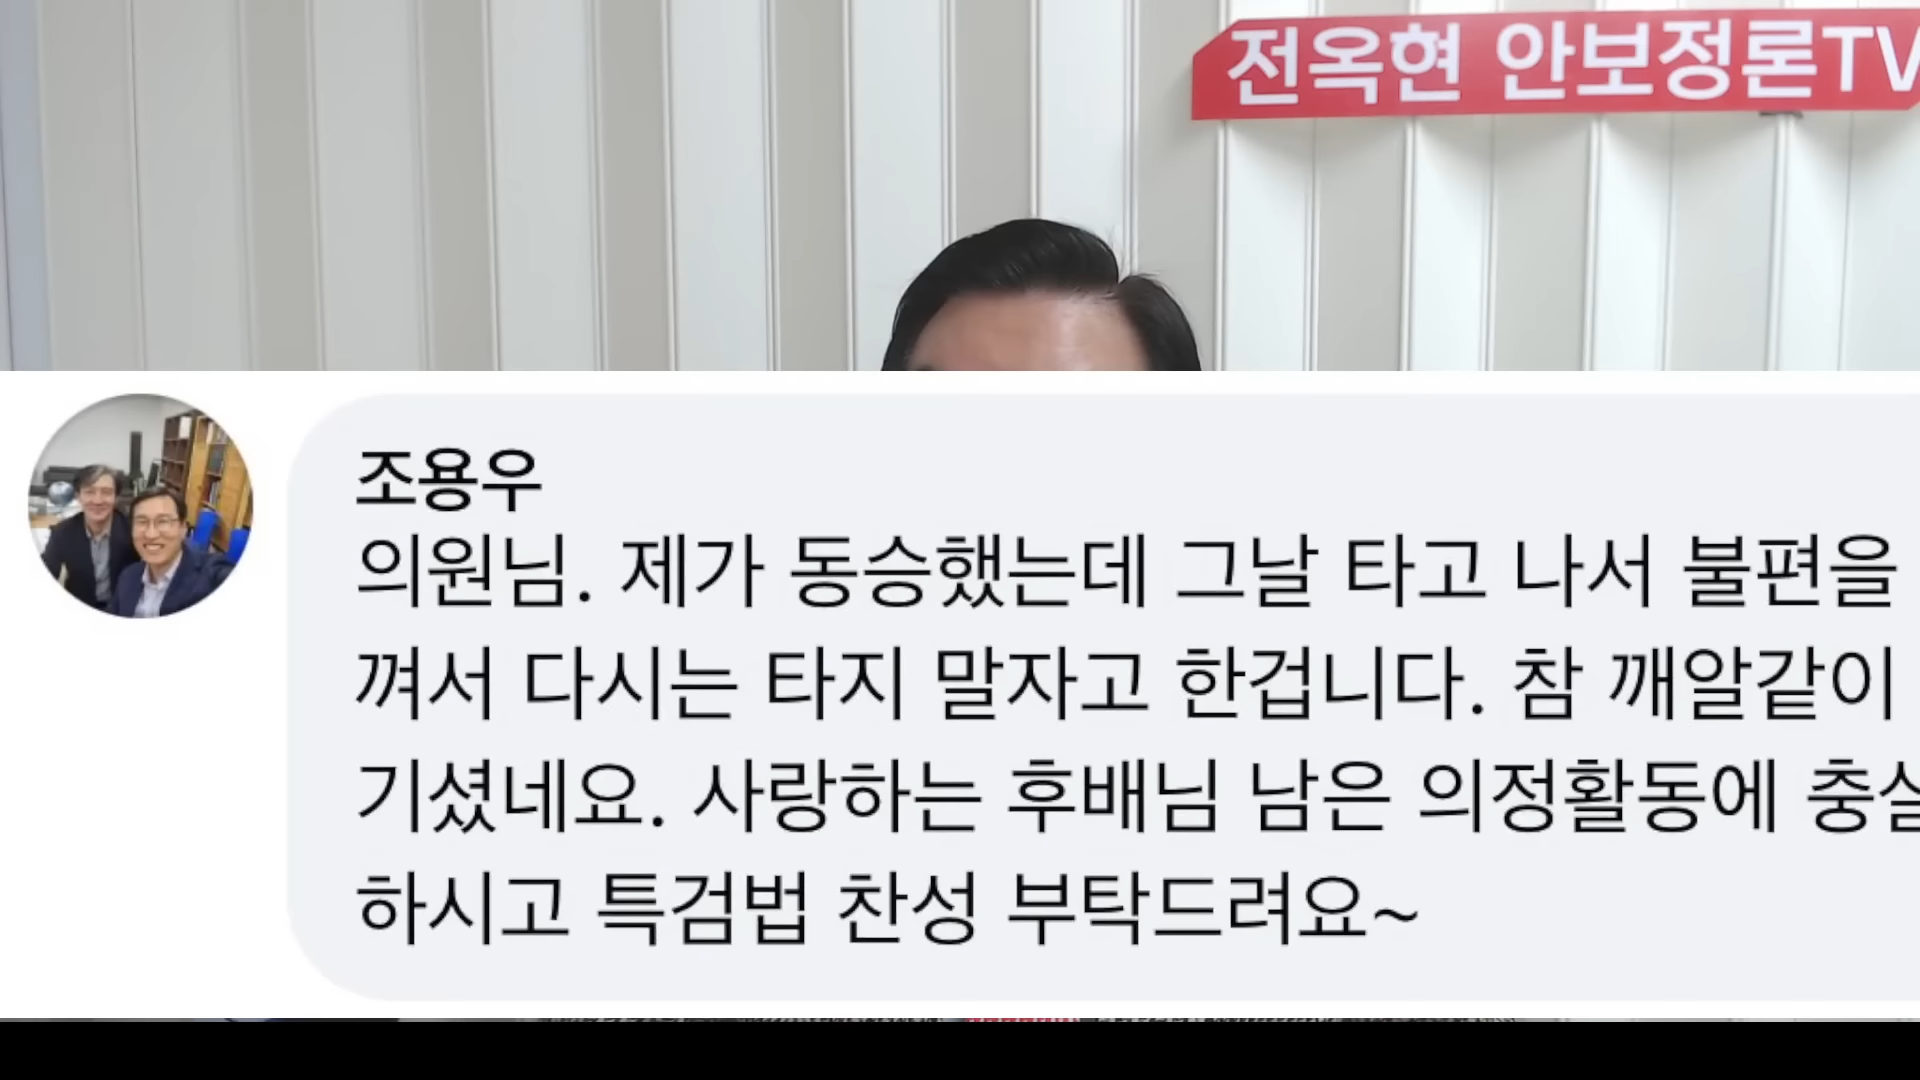 전옥현 안보정론TV
조용우
의원님. 제가 동승했는데 그날 타고 나서 불편을
껴서 다시는 타지 말자고 한겁니다. 참 깨알같이
기셨네요. 사랑하는 후배님 남은 의정활동에 충실
하시고 특검법 찬성 부탁드려요~